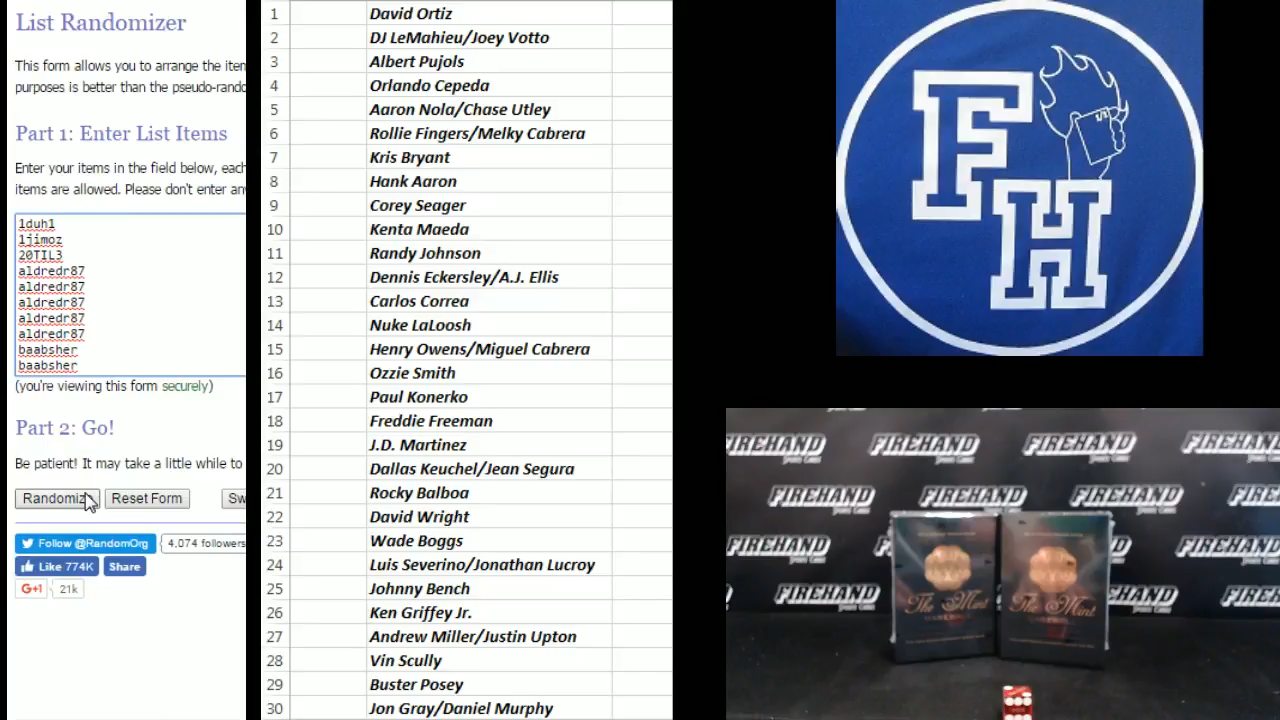 List Randomizer
This form allows you to arrange the iten
purposes is better than the pseudo-rando
Part 1: Enter List Items
Enter your items in the field below, each
items are allowed. Please don't enter an
1duh1
1jimoz
20TIL3
aldredr87
aldredr87
aldredr87
aldredr87
aldredr87
baabsher
baabsher
(you're viewing this form securely)
Part 2: Go!
Be patient! It may take a little while to
Randomize Reset Form Sw
Follow @RandomOrg 4,074 followers
Like 774K Share
G+1 21k
1 David Ortiz
2 DJ LeMahieu/Joey Votto
3 Albert Pujols
4 Orlando Cepeda
5 Aaron Nola/Chase Utley
6 Rollie Fingers/Melky Cabrera
7 Kris Bryant
8 Hank Aaron
9 Corey Seager
10 Kenta Maeda
11 Randy Johnson
12 Dennis Eckersley/A.J. Ellis
13 Carlos Correa
14 Nuke LaLoosh
15 Henry Owens/Miguel Cabrera
16 Ozzie Smith
17 Paul Konerko
18 Freddie Freeman
19 J.D. Martinez
20 Dallas Keuchel/Jean Segura
21 Rocky Balboa
22 David Wright
23 Wade Boggs
24 Luis Severino/Jonathan Lucroy
25 Johnny Bench
26 Ken Griffey Jr.
27 Andrew Miller/Justin Upton
28 Vin Scully
29 Buster Posey
30 Jon Gray/Daniel Murphy
FH
1/1
FIREHAND FIREHAND FIREHAND FIREHAND
FIREHAND FIREHAND FIREHAND
The Mint The Mint